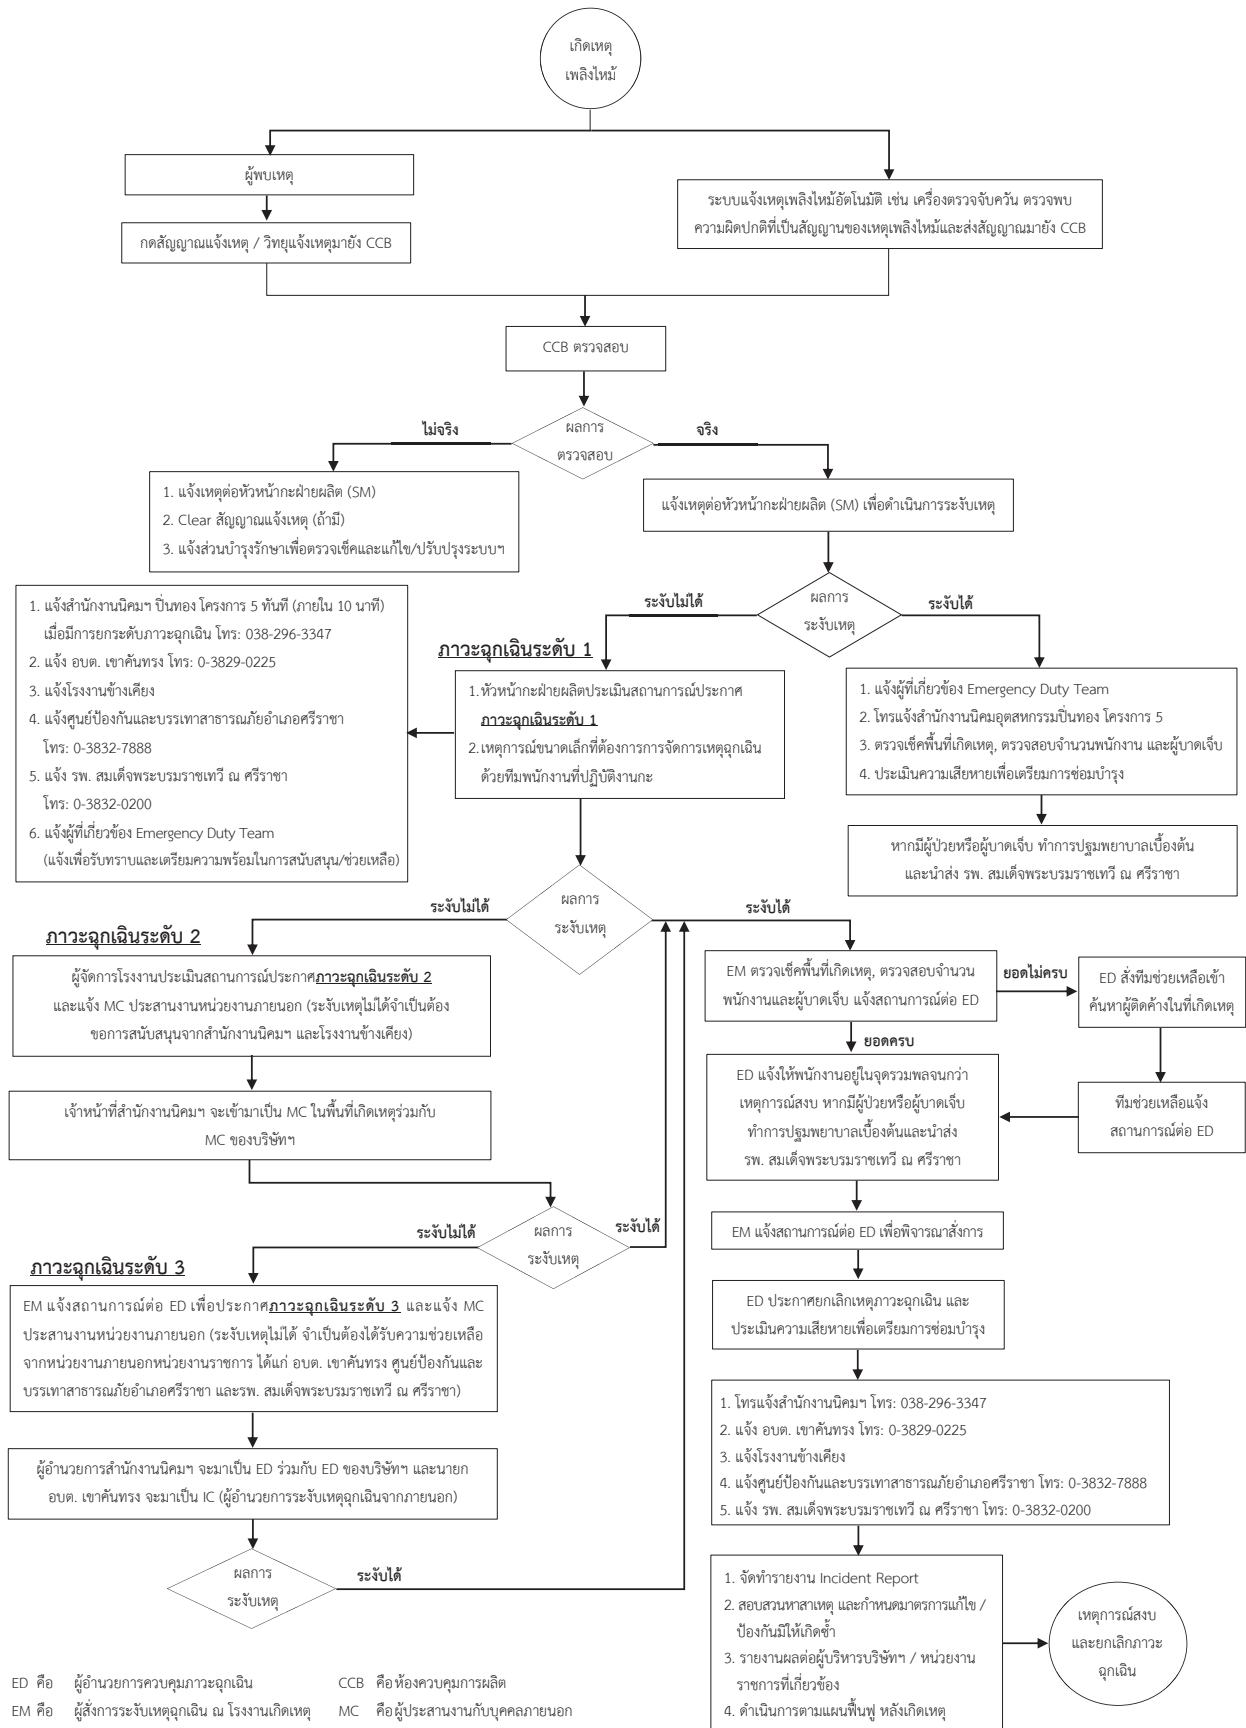 เกิดเหตุ
เพลิงไหม้
ผู้พบเหตุ
กดสัญญาณแจ้งเหตุ / วิทยุแจ้งเหตุมายัง CCB
ระบบแจ้งเหตุเพลิงไหม้อัตโนมัติ เช่น เครื่องตรวจจับควัน ตรวจพบ
ความผิดปกติที่เป็นสัญญานของเหตุเพลิงไหม้และส่งสัญญาณมายัง CCB
CCB ตรวจสอบ
ผลการ
ตรวจสอบ
ไม่จริง
จริง
1. แจ้งเหตุต่อหัวหน้ากะฝ่ายผลิต (SM)
2. Clear สัญญาณแจ้งเหตุ (ถ้ามี)
3. แจ้งส่วนบำรุงรักษาเพื่อตรวจเช็คและแก้ไข/ปรับปรุงระบบฯ
แจ้งเหตุต่อหัวหน้ากะฝ่ายผลิต (SM) เพื่อดำเนินการระงับเหตุ
ผลการ
ระงับเหตุ
ระงับไม่ได้
ระงับได้
1. แจ้งสำนักงานนิคมฯ ปิ่นทอง โครงการ 5 ทันที (ภายใน 10 นาที)
เมื่อมีการยกระดับภาวะฉุกเฉิน โทร: 038-296-3347
2. แจ้ง อบต. เขาคันทรง โทร: 0-3829-0225
3. แจ้งโรงงานข้างเคียง
4. แจ้งศูนย์ป้องกันและบรรเทาสาธารณภัยอำเภอศรีราชา
โทร: 0-3832-7888
5. แจ้ง รพ. สมเด็จพระบรมราชเทวี ณ ศรีราชา
โทร: 0-3832-0200
6. แจ้งผู้ที่เกี่ยวข้อง Emergency Duty Team
(แจ้งเพื่อรับทราบและเตรียมความพร้อมในการสนับสนุน/ช่วยเหลือ)
ภาวะฉุกเฉินระดับ 1
1.หัวหน้ากะฝ่ายผลิตประเมินสถานการณ์ประกาศ
ภาวะฉุกเฉินระดับ 1
2.เหตุการณ์ขนาดเล็กที่ต้องการการจัดการเหตุฉุกเฉิน
ด้วยทีมพนักงานที่ปฏิบัติงานกะ
1. แจ้งผู้ที่เกี่ยวข้อง Emergency Duty Team
2. โทรแจ้งสำนักงานนิคมอุตสหกรรมปิ่นทอง โครงการ 5
3. ตรวจเช็คพื้นที่เกิดเหตุ, ตรวจสอบจำนวนพนักงาน และผู้บาดเจ็บ
4. ประเมินความเสียหายเพื่อเตรียมการซ่อมบำรุง
หากมีผู้ป่วยหรือผู้บาดเจ็บ ทำการปฐมพยาบาลเบื้องต้น
และนำส่ง รพ. สมเด็จพระบรมราชเทวี ณ ศรีราชา
ผลการ
ระงับเหตุ
ระงับไม่ได้
ระงับได้
ภาวะฉุกเฉินระดับ 2
ผู้จัดการโรงงานประเมินสถานการณ์ประกาศภาวะฉุกเฉินระดับ 2
และแจ้ง MC ประสานงานหน่วยงานภายนอก (ระงับเหตุไม่ได้จำเป็นต้อง
ขอการสนับสนุนจากสำนักงานนิคมฯ และโรงงานข้างเคียง)
เจ้าหน้าที่สำนักงานนิคมฯ จะเข้ามาเป็น MC ในพื้นที่เกิดเหตุร่วมกับ
MC ของบริษัทฯ
EM ตรวจเช็คพื้นที่เกิดเหตุ, ตรวจสอบจำนวน
พนักงานและผู้บาดเจ็บ แจ้งสถานการณ์ต่อ ED
ยอดไม่ครบ
ED สั่งทีมช่วยเหลือเข้า
ค้นหาผู้ติดค้างในที่เกิดเหตุ
ยอดครบ
ED แจ้งให้พนักงานอยู่ในจุดรวมพลจนกว่า
เหตุการณ์สงบ หากมีผู้ป่วยหรือผู้บาดเจ็บ
ทำการปฐมพยาบาลเบื้องต้นและนำส่ง
รพ. สมเด็จพระบรมราชเทวี ณ ศรีราชา
ทีมช่วยเหลือแจ้ง
สถานการณ์ต่อ ED
ผลการ
ระงับเหตุ
ระงับไม่ได้
ระงับได้
EM แจ้งสถานการณ์ต่อ ED เพื่อพิจารณาสั่งการ
ED ประกาศยกเลิกเหตุภาวะฉุกเฉิน และ
ประเมินความเสียหายเพื่อเตรียมการซ่อมบำรุง
ภาวะฉุกเฉินระดับ 3
EM แจ้งสถานการณ์ต่อ ED เพื่อประกาศภาวะฉุกเฉินระดับ 3 และแจ้ง MC
ประสานงานหน่วยงานภายนอก (ระงับเหตุไม่ได้ จำเป็นต้องได้รับความช่วยเหลือ
จากหน่วยงานภายนอกหน่วยงานราชการ ได้แก่ อบต. เขาคันทรง ศูนย์ป้องกันและ
บรรเทาสาธารณภัยอำเภอศรีราชา และรพ. สมเด็จพระบรมราชเทวี ณ ศรีราชา)
ผู้อำนวยการสำนักงานนิคมฯ จะมาเป็น ED ร่วมกับ ED ของบริษัทฯ และนายก
อบต. เขาคันทรง จะมาเป็น IC (ผู้อำนวยการระงับเหตุฉุกเฉินจากภายนอก)
ผลการ
ระงับเหตุ
ระงับได้
1. โทรแจ้งสำนักงานนิคมฯ โทร: 038-296-3347
2. แจ้ง อบต. เขาคันทรง โทร: 0-3829-0225
3. แจ้งโรงงานข้างเคียง
4. แจ้งศูนย์ป้องกันและบรรเทาสาธารณภัยอำเภอศรีราชา โทร: 0-3832-7888
5. แจ้ง รพ. สมเด็จพระบรมราชเทวี ณ ศรีราชา โทร: 0-3832-0200
1. จัดทำรายงาน Incident Report
2. สอบสวนหาสาเหตุ และกำหนดมาตรการแก้ไข /
ป้องกันมิให้เกิดซ้ำ
3. รายงานผลต่อผู้บริหารบริษัทฯ / หน่วยงาน
ราชการที่เกี่ยวข้อง
4. ดำเนินการตามแผนฟื้นฟู หลังเกิดเหตุ
เหตุการณ์สงบ
และยกเลิกภาวะ
ฉุกเฉิน
ED คือ ผู้อำนวยการควบคุมภาวะฉุกเฉิน CCB คือห้องควบคุมการผลิต
EM คือ ผู้สั่งการระงับเหตุฉุกเฉิน ณ โรงงานเกิดเหตุ MC คือผู้ประสานงานกับบุคคลภายนอก